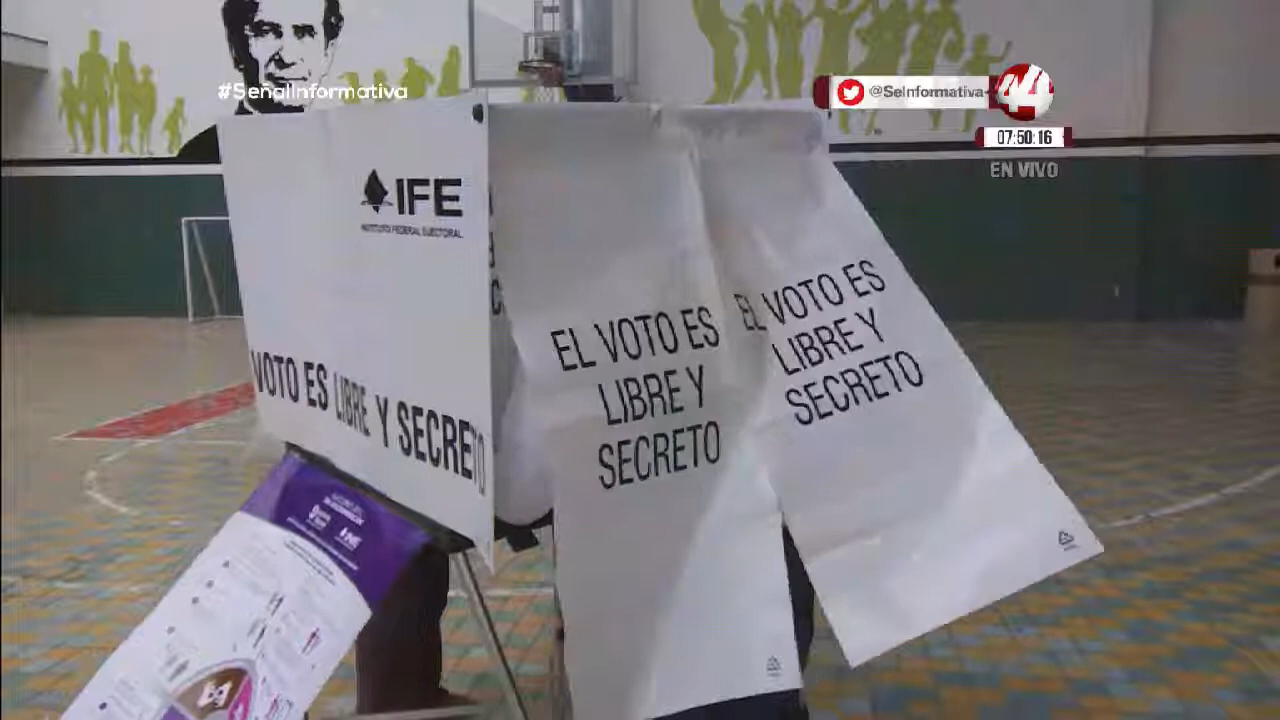 #SeñalInformativa
@SeInformativa
44
07:50:16
EN VIVO
IFE
INSTITUTO FEDERAL ELECTORAL
VOTO ES LIBRE Y SECRETO
EL VOTO ES
LIBRE Y
SECRETO
EL VOTO ES
LIBRE Y
SECRETO